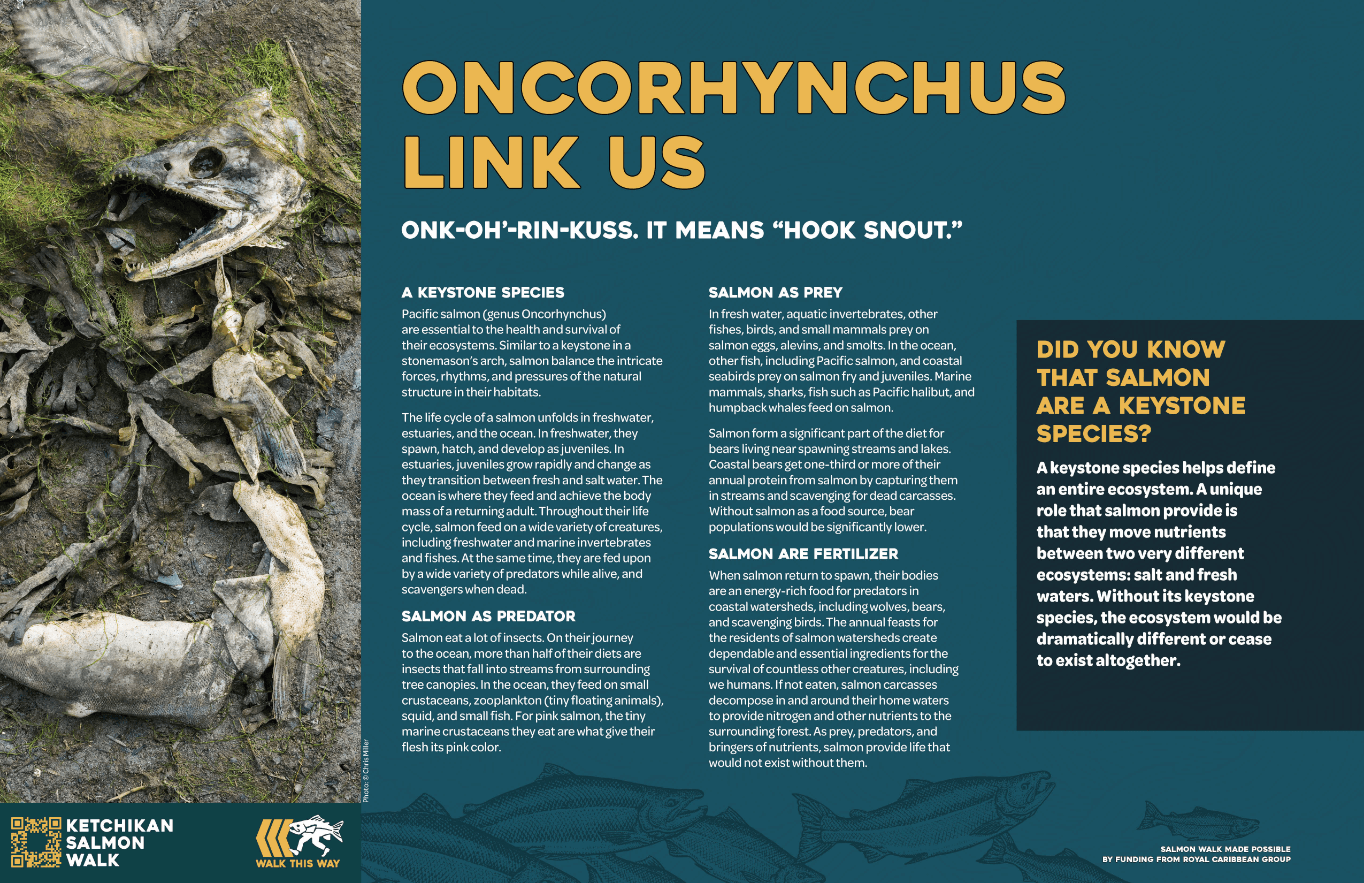 ONCORHYNCHUS
LINK US
ONK-OH’-RIN-KUSS. IT MEANS “HOOK SNOUT.”
A KEYSTONE SPECIES
Pacific salmon (genus Oncorhynchus)
are essential to the health and survival of
their ecosystems. Similar to a keystone in a
stonemason’s arch, salmon balance the intricate
forces, rhythms, and pressures of the natural
structure in their habitats.
The life cycle of a salmon unfolds in freshwater,
estuaries, and the ocean. In freshwater, they
spawn, hatch, and develop as juveniles. In
estuaries, juveniles grow rapidly and change as
they transition between fresh and salt water. The
ocean is where they feed and achieve the body
mass of a returning adult. Throughout their life
cycle, salmon feed on a wide variety of creatures,
including freshwater and marine invertebrates
and fishes. At the same time, they are fed upon
by a wide variety of predators while alive, and
scavengers when dead.
SALMON AS PREDATOR
Salmon eat a lot of insects. On their journey
to the ocean, more than half of their diets are
insects that fall into streams from surrounding
tree canopies. In the ocean, they feed on small
crustaceans, zooplankton (tiny floating animals),
squid, and small fish. For pink salmon, the tiny
marine crustaceans they eat are what give their
flesh its pink color.
SALMON AS PREY
In fresh water, aquatic invertebrates, other
fishes, birds, and small mammals prey on
salmon eggs, alevins, and smolts. In the ocean,
other fish, including Pacific salmon, and coastal
seabirds prey on salmon fry and juveniles. Marine
mammals, sharks, fish such as Pacific halibut, and
humpback whales feed on salmon.
Salmon form a significant part of the diet for
bears living near spawning streams and lakes.
Coastal bears get one-third or more of their
annual protein from salmon by capturing them
in streams and scavenging for dead carcasses.
Without salmon as a food source, bear
populations would be significantly lower.
SALMON ARE FERTILIZER
When salmon return to spawn, their bodies
are an energy-rich food for predators in
coastal watersheds, including wolves, bears,
and scavenging birds. The annual feasts for
the residents of salmon watersheds create
dependable and essential ingredients for the
survival of countless other creatures, including
we humans. If not eaten, salmon carcasses
decompose in and around their home waters
to provide nitrogen and other nutrients to the
surrounding forest. As prey, predators, and
bringers of nutrients, salmon provide life that
would not exist without them.
DID YOU KNOW
THAT SALMON
ARE A KEYSTONE
SPECIES?
A keystone species helps define
an entire ecosystem. A unique
role that salmon provide is
that they move nutrients
between two very different
ecosystems: salt and fresh
waters. Without its keystone
species, the ecosystem would be
dramatically different or cease
to exist altogether.
Photo: © Chris Miller
KETCHIKAN
SALMON
WALK
WALK THIS WAY
SALMON WALK MADE POSSIBLE
BY FUNDING FROM ROYAL CARIBBEAN GROUP